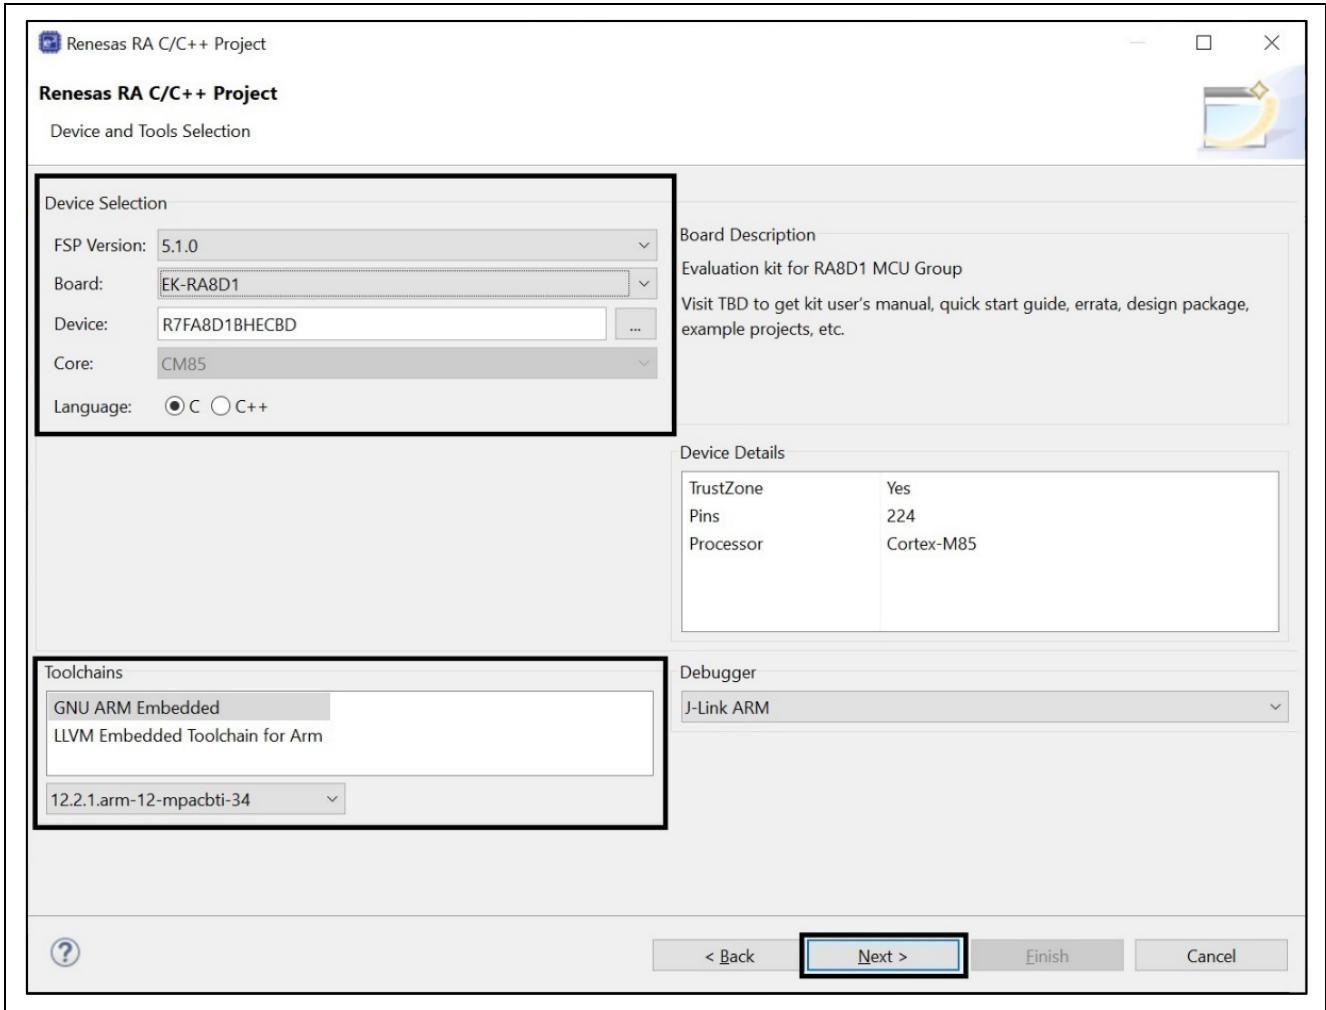 Renesas RA C/C++ Project
Renesas RA C/C++ Project
Device and Tools Selection
Device Selection
FSP Version: 5.1.0
Board: EK-RA8D1
Device: R7FA8D1BHECBD ...
Core: CM85
Language: C C++
Board Description
Evaluation kit for RA8D1 MCU Group
Visit TBD to get kit user's manual, quick start guide, errata, design package,
example projects, etc.
Device Details
TrustZone Yes
Pins 224
Processor Cortex-M85
Toolchains
GNU ARM Embedded
LLVM Embedded Toolchain for Arm
12.2.1.arm-12-mpacbti-34
Debugger
J-Link ARM
? < Back Next > Finish Cancel